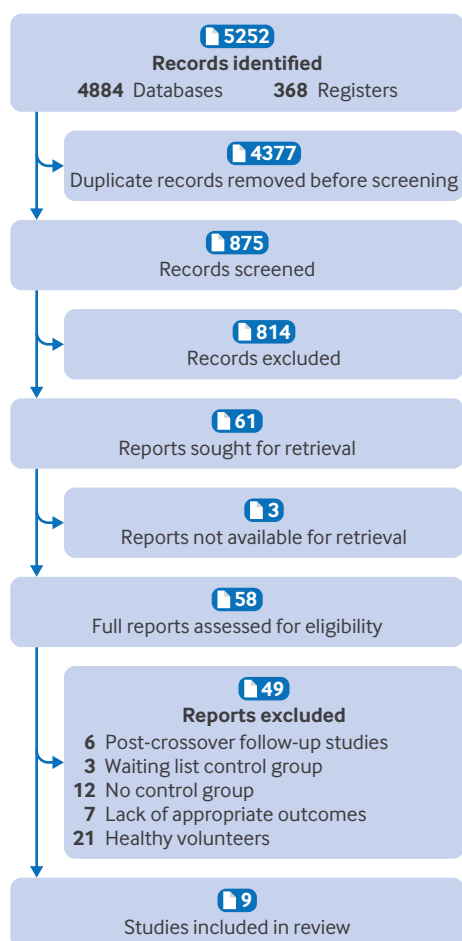 5252
Records identified
4884 Databases 368 Registers
4377
Duplicate records removed before screening
875
Records screened
814
Records excluded
61
Reports sought for retrieval
3
Reports not available for retrieval
58
Full reports assessed for eligibility
49
Reports excluded
6 Post-crossover follow-up studies
3 Waiting list control group
12 No control group
7 Lack of appropriate outcomes
21 Healthy volunteers
9
Studies included in review